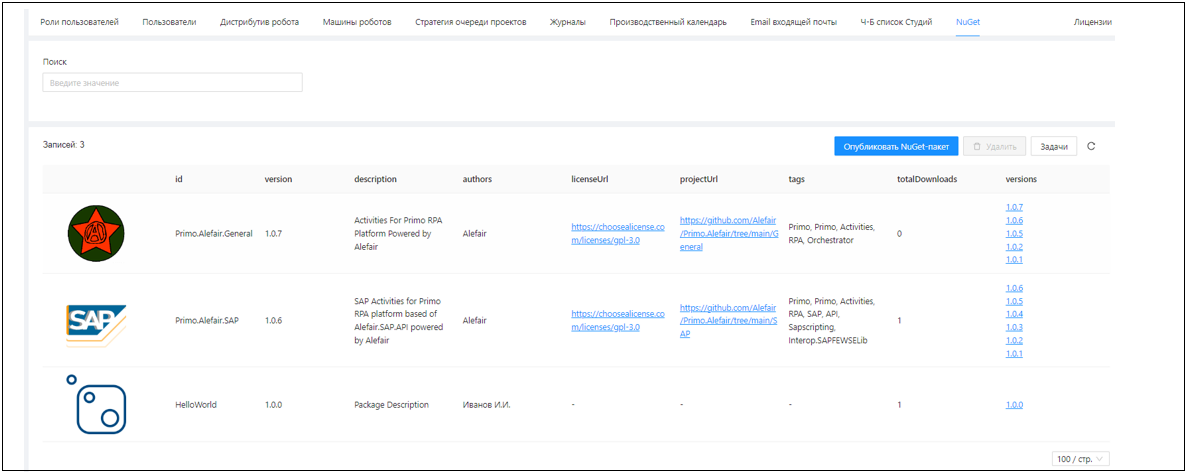 Роли пользователей Пользователи Дистрибутив робота Машины роботов Стратегия очереди проектов Журналы Производственный календарь Email входящей почты Ч-Б список Студий NuGet Лицензии
Поиск
Введите значение
Записей: 3 Опубликовать NuGet-пакет Удалить Задачи
id version description authors licenseUrl projectUrl tags totalDownloads versions
Primo.Alefair.General 1.0.7
Activities For Primo RPA
Platform Powered by
Alefair
Alefair
https://choosealicense.co
m/licenses/gpl-3.0
https://github.com/Alefair
/Primo.Alefair/tree/main/G
eneral
Primo, Primo, Activities,
RPA, Orchestrator
0
1.0.7
1.0.6
1.0.5
1.0.2
1.0.1
SAP
Primo.Alefair.SAP 1.0.6
SAP Activities for Primo
RPA platform based of
Alefair.SAP.API powered
by Alefair
Alefair
https://choosealicense.co
m/licenses/gpl-3.0
https://github.com/Alefair
/Primo.Alefair/tree/main/S
AP
Primo, Primo, Activities,
RPA, SAP, API,
Sapscripting,
Interop.SAPFEWSELib
1
1.0.6
1.0.5
1.0.4
1.0.3
1.0.2
1.0.1
HelloWorld 1.0.0 Package Description Иванов И.И. - - - 1 1.0.0
100 / стр.